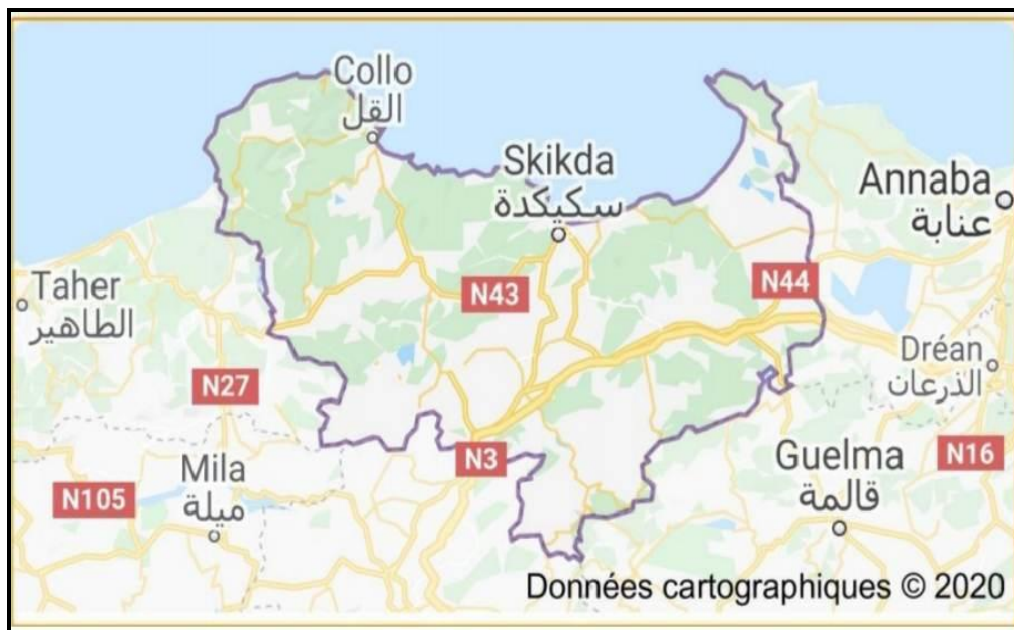 Collo
القل
Skikda
سكيكدة
Annaba
عنابة
Taher
الطاهير
N43
N44
Dréan
الذرعان
N27
N3
Mila
ميلة
N105
Guelma
قالمة
N16
Données cartographiques © 2020